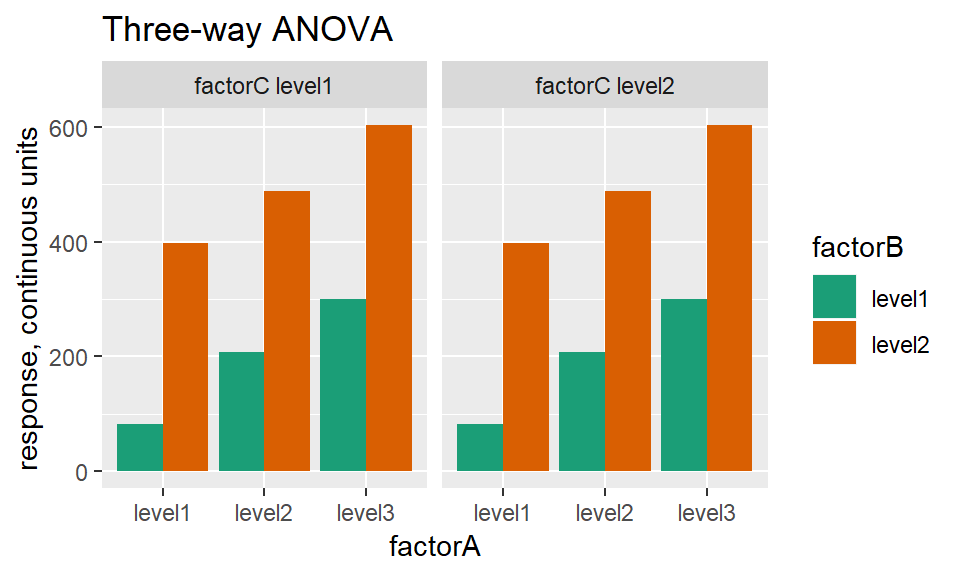 Three-way ANOVA
factorC level1
factorC level2
response, continuous units
600
400
200
0
level1 level2 level3
level1 level2 level3
factorA
factorB
level1
level2